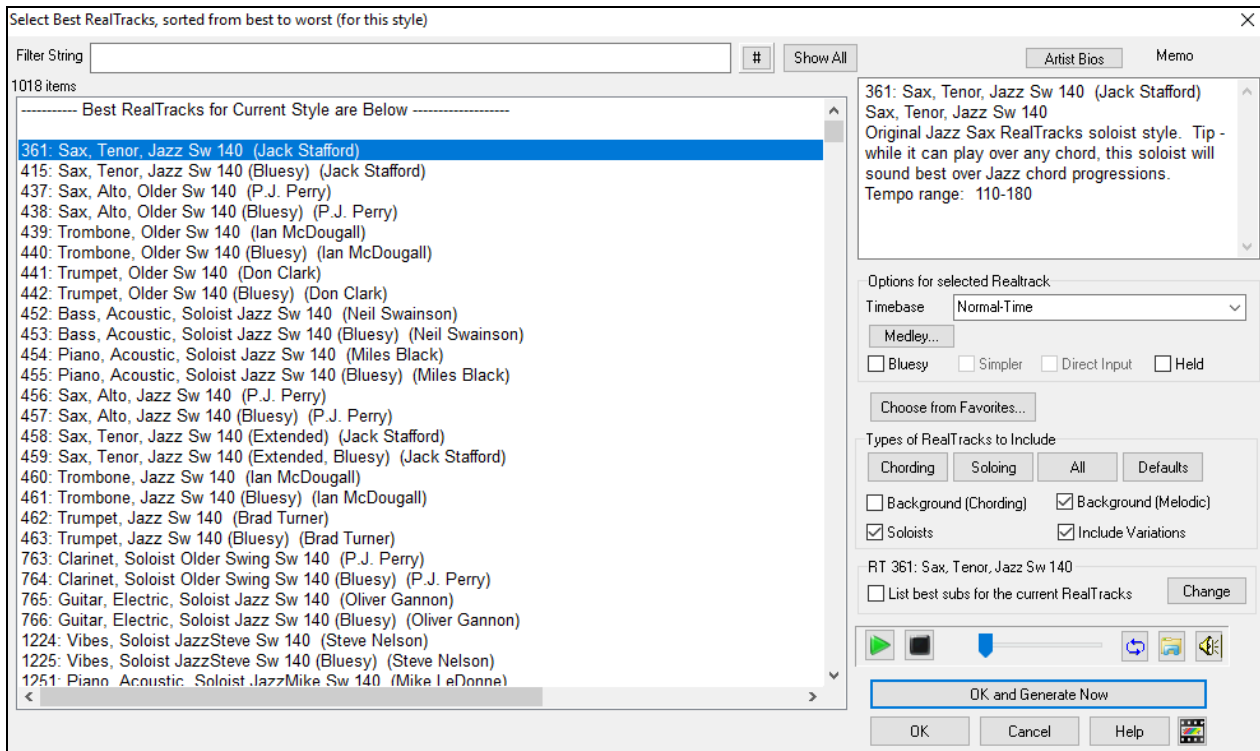 Select Best RealTracks, sorted from best to worst (for this style)
Filter String
#
Show All
Artist Bios
Memo
1018 items
----------- Best RealTracks for Current Style are Below -------------------
361: Sax, Tenor, Jazz Sw 140 (Jack Stafford)
415: Sax, Tenor, Jazz Sw 140 (Bluesy) (Jack Stafford)
437: Sax, Alto, Older Sw 140 (P.J. Perry)
438: Sax, Alto, Older Sw 140 (Bluesy) (P.J. Perry)
439: Trombone, Older Sw 140 (Ian McDougall)
440: Trombone, Older Sw 140 (Bluesy) (Ian McDougall)
441: Trumpet, Older Sw 140 (Don Clark)
442: Trumpet, Older Sw 140 (Bluesy) (Don Clark)
452: Bass, Acoustic, Soloist Jazz Sw 140 (Neil Swainson)
453: Bass, Acoustic, Soloist Jazz Sw 140 (Bluesy) (Neil Swainson)
454: Piano, Acoustic, Soloist Jazz Sw 140 (Miles Black)
455: Piano, Acoustic, Soloist Jazz Sw 140 (Bluesy) (Miles Black)
456: Sax, Alto, Jazz Sw 140 (P.J. Perry)
457: Sax, Alto, Jazz Sw 140 (Bluesy) (P.J. Perry)
458: Sax, Tenor, Jazz Sw 140 (Extended) (Jack Stafford)
459: Sax, Tenor, Jazz Sw 140 (Extended, Bluesy) (Jack Stafford)
460: Trombone, Jazz Sw 140 (Ian McDougall)
461: Trombone, Jazz Sw 140 (Bluesy) (Ian McDougall)
462: Trumpet, Jazz Sw 140 (Brad Turner)
463: Trumpet, Jazz Sw 140 (Bluesy) (Brad Turner)
763: Clarinet, Soloist Older Swing Sw 140 (P.J. Perry)
764: Clarinet, Soloist Older Swing Sw 140 (Bluesy) (P.J. Perry)
765: Guitar, Electric, Soloist Jazz Sw 140 (Oliver Gannon)
766: Guitar, Electric, Soloist Jazz Sw 140 (Bluesy) (Oliver Gannon)
1224: Vibes, Soloist JazzSteve Sw 140 (Steve Nelson)
1225: Vibes, Soloist JazzSteve Sw 140 (Bluesy) (Steve Nelson)
1251: Piano, Acoustic, Soloist JazzMike Sw 140 (Mike LeDonne)
361: Sax, Tenor, Jazz Sw 140 (Jack Stafford)
Sax, Tenor, Jazz Sw 140
Original Jazz Sax RealTracks soloist style. Tip -
while it can play over any chord, this soloist will
sound best over Jazz chord progressions.
Tempo range: 110-180
Options for selected Realtrack
Timebase
Normal-Time
Medley...
Bluesy
Simpler
Direct Input
Held
Choose from Favorites...
Types of RealTracks to Include
Chording
Soloing
All
Defaults
Background (Chording)
Background (Melodic)
Soloists
Include Variations
RT 361: Sax, Tenor, Jazz Sw 140
List best subs for the current RealTracks
Change
OK and Generate Now
OK
Cancel
Help